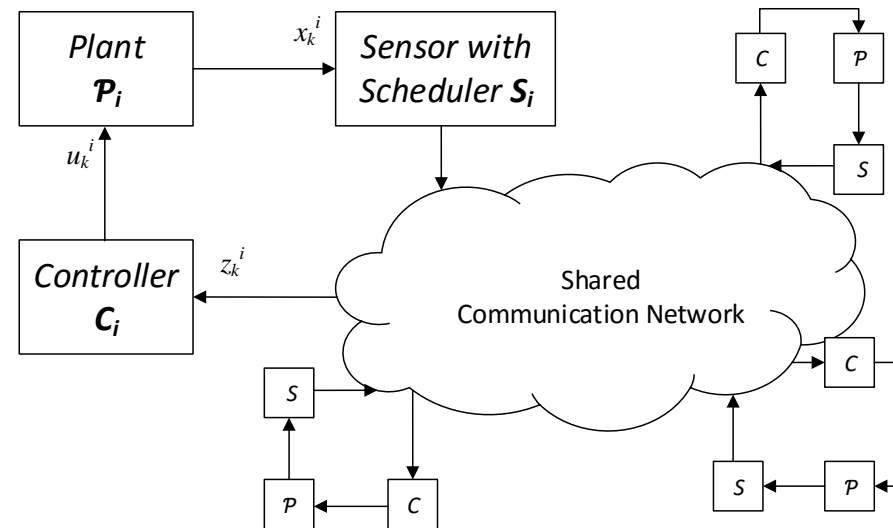 Plant
𝒫i
xki
Sensor with
Scheduler Si
uki
Controller
Ci
zki
Shared
Communication Network
C
𝒫
S
C
S
𝒫
C
S
𝒫